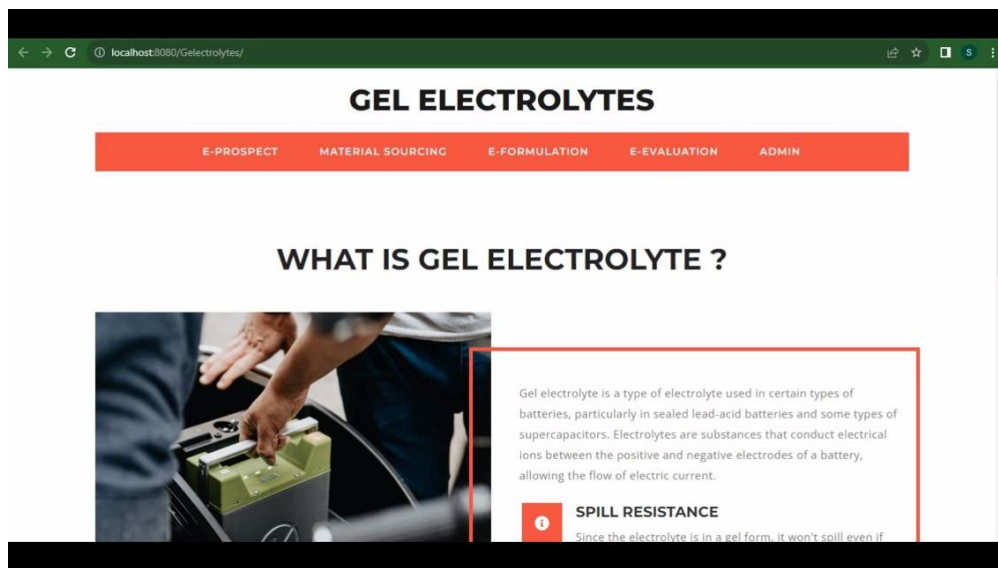 localhost:8080/Gelectrolytes/
S
GEL ELECTROLYTES
E-PROSPECT MATERIAL SOURCING E-FORMULATION E-EVALUATION ADMIN
WHAT IS GEL ELECTROLYTE ?
Gel electrolyte is a type of electrolyte used in certain types of
batteries, particularly in sealed lead-acid batteries and some types of
supercapacitors. Electrolytes are substances that conduct electrical
ions between the positive and negative electrodes of a battery,
allowing the flow of electric current.
SPILL RESISTANCE
Since the electrolyte is in a gel form, it won't spill even if